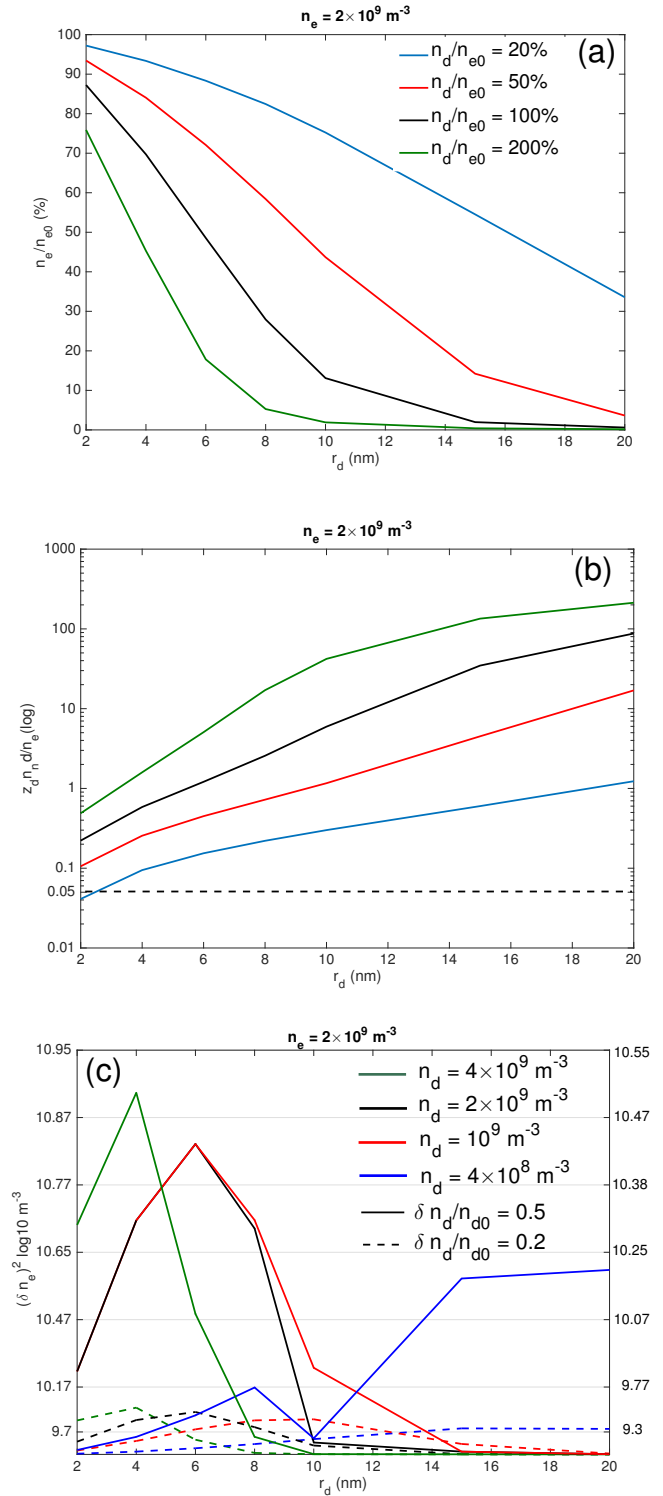 n_e = 2×10^9 m^-3
(a)
n_d/n_e0 = 20%
n_d/n_e0 = 50%
n_d/n_e0 = 100%
n_d/n_e0 = 200%
100
90
80
70
60
50
40
30
20
10
0
n_e/n_e0 (%)
2 4 6 8 10 12 14 16 18 20
r_d (nm)
n_e = 2×10^9 m^-3
(b)
1000
100
10
1
0.1
0.05
0.01
z_d n_n d/n_e(log)
2 4 6 8 10 12 14 16 18 20
r_d (nm)
n_e = 2×10^9 m^-3
(c)
n_d = 4×10^9 m^-3
n_d = 2×10^9 m^-3
n_d = 10^9 m^-3
n_d = 4×10^8 m^-3
δ n_d/n_d0 = 0.5
δ n_d/n_d0 = 0.2
10.95
10.87
10.77
10.65
10.47
10.17
9.7
(δ n_e)^2 log10 m^-3
10.55
10.47
10.38
10.25
10.07
9.77
9.3
2 4 6 8 10 12 14 16 18 20
r_d (nm)